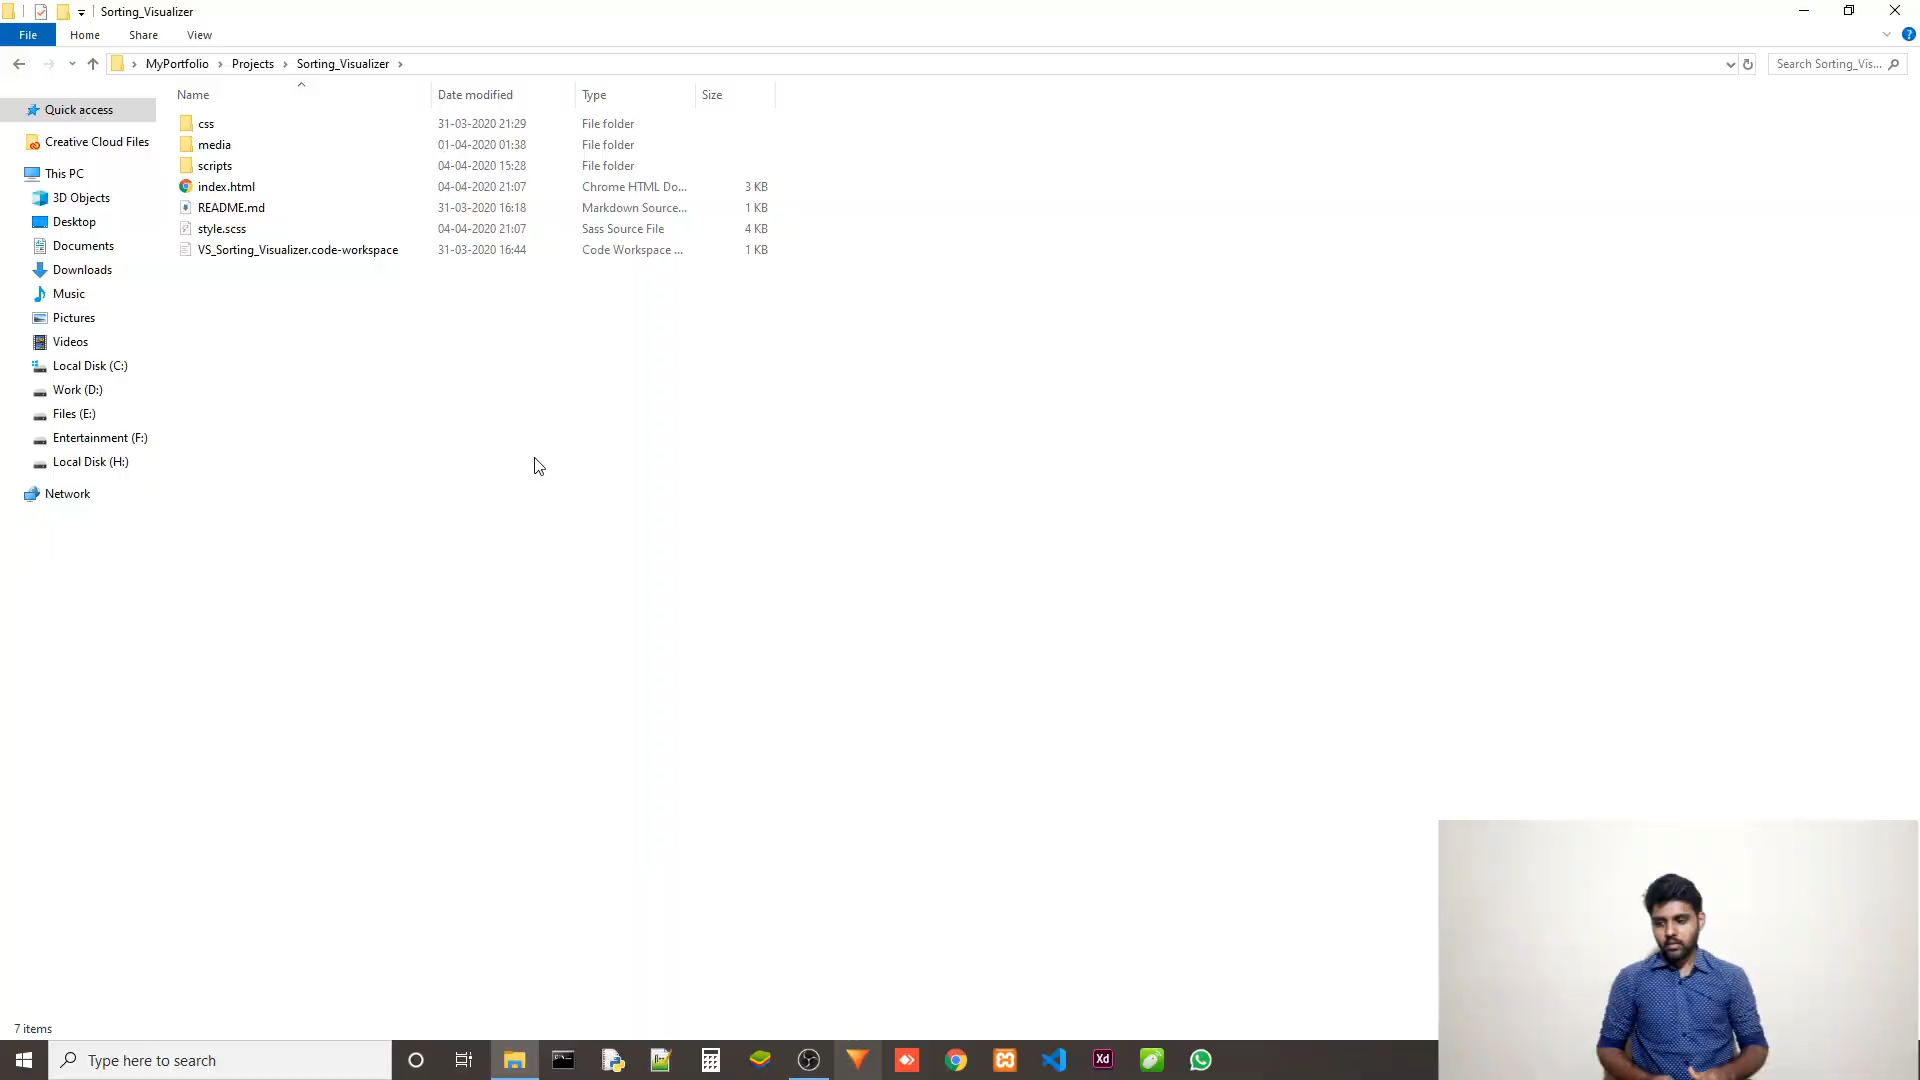 Sorting_Visualizer
File Home Share View
MyPortfolio Projects Sorting_Visualizer Search Sorting_Vis...
Name Date modified Type Size
Quick access
Creative Cloud Files
This PC
3D Objects
Desktop
Documents
Downloads
Music
Pictures
Videos
Local Disk (C:)
Work (D:)
Files (E:)
Entertainment (F:)
Local Disk (H:)
Network
css 31-03-2020 21:29 File folder
media 01-04-2020 01:38 File folder
scripts 04-04-2020 15:28 File folder
index.html 04-04-2020 21:07 Chrome HTML Do... 3 KB
README.md 31-03-2020 16:18 Markdown Source... 1 KB
style.scss 04-04-2020 21:07 Sass Source File 4 KB
VS_Sorting_Visualizer.code-workspace 31-03-2020 16:44 Code Workspace ... 1 KB
7 items
Type here to search
Xd